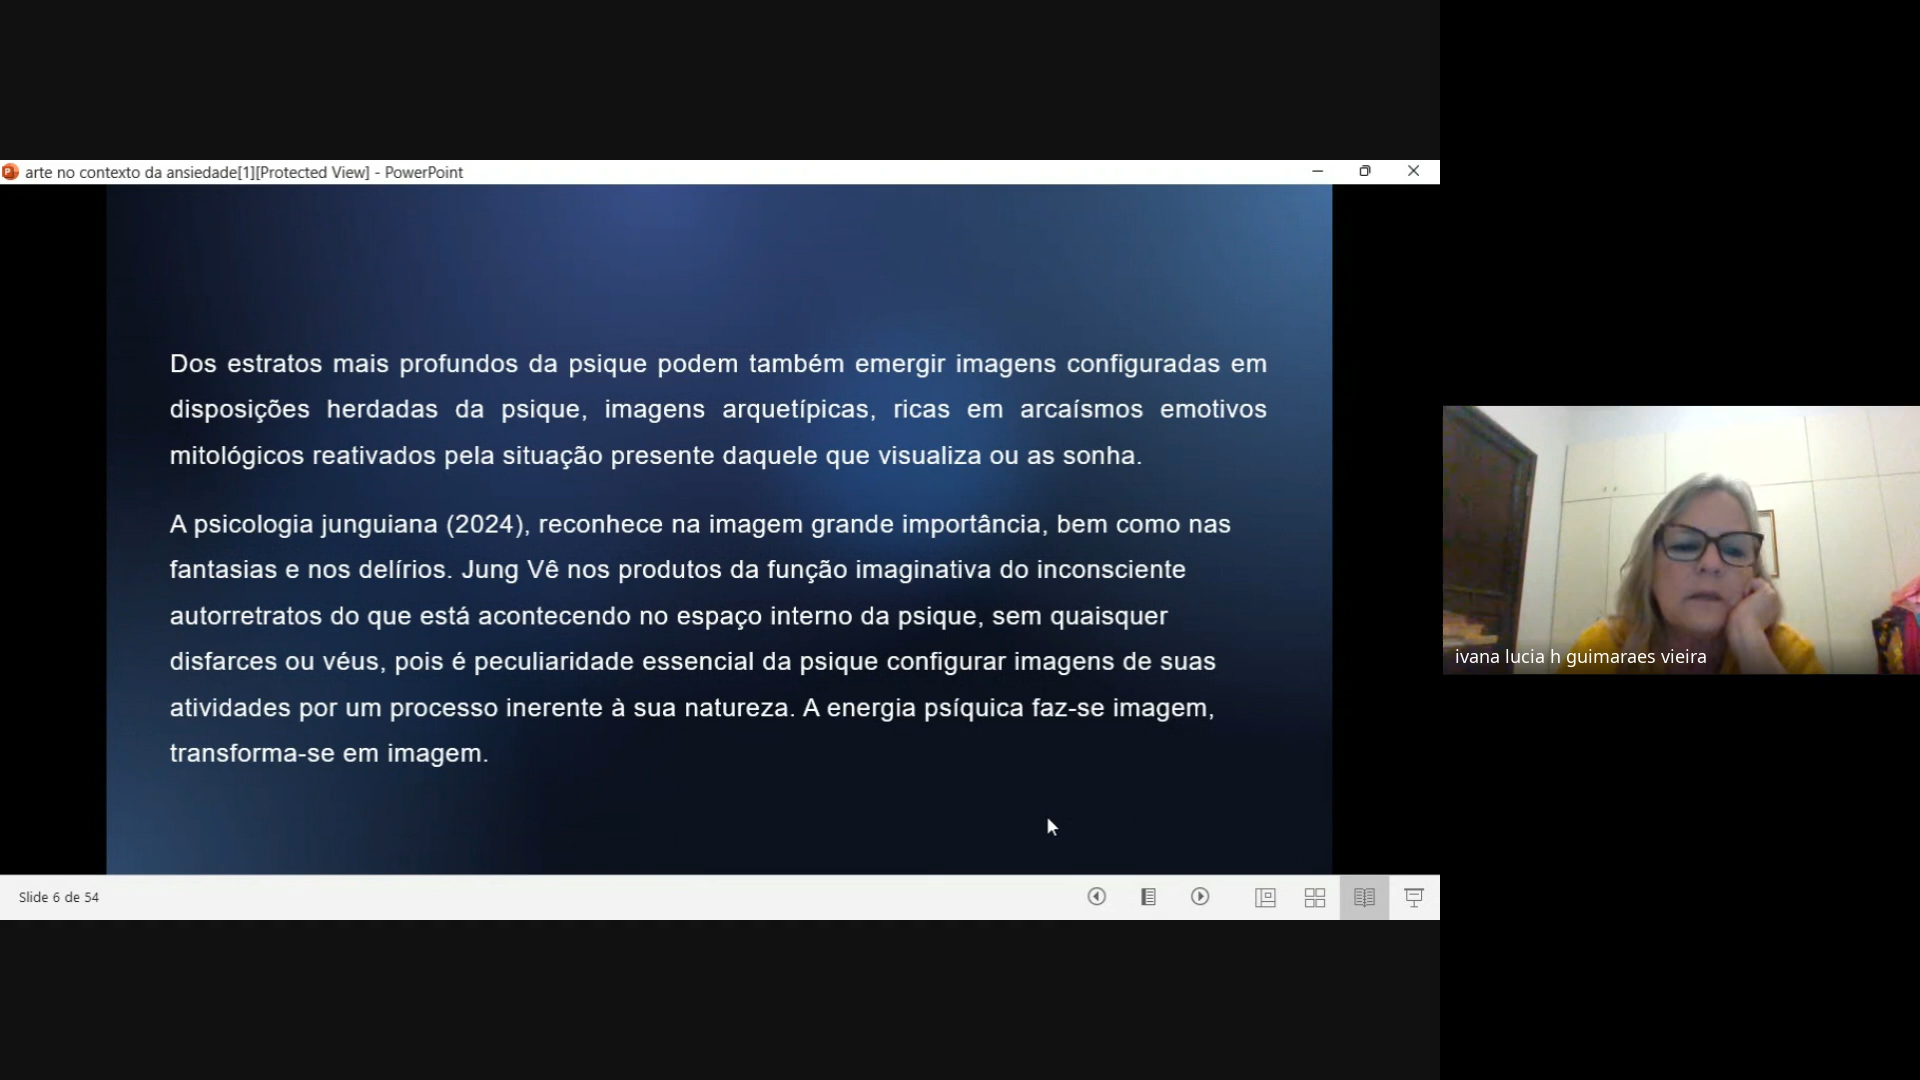 arte no contexto da ansiedade[1][Protected View] - PowerPoint
Dos estratos mais profundos da psique podem também emergir imagens configuradas em
disposições herdadas da psique, imagens arquetípicas, ricas em arcaísmos emotivos
mitológicos reativados pela situação presente daquele que visualiza ou as sonha.
A psicologia junguiana (2024), reconhece na imagem grande importância, bem como nas
fantasias e nos delírios. Jung Vê nos produtos da função imaginativa do inconsciente
autorretratos do que está acontecendo no espaço interno da psique, sem quaisquer
disfarces ou véus, pois é peculiaridade essencial da psique configurar imagens de suas
atividades por um processo inerente à sua natureza. A energia psíquica faz-se imagem,
transforma-se em imagem.
ivana lucia h guimaraes vieira
Slide 6 de 54